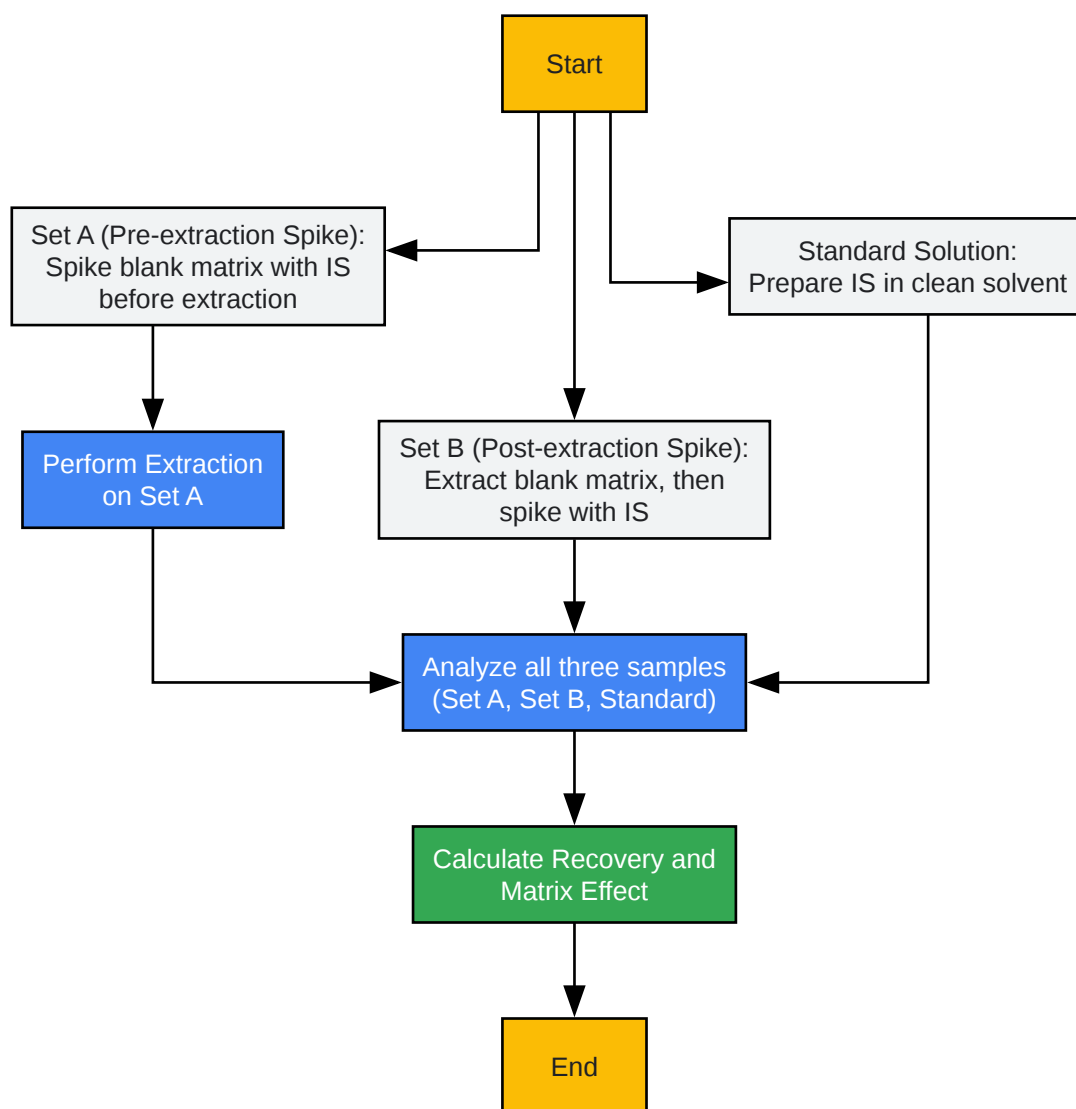 Start
Set A (Pre-extraction Spike):
Spike blank matrix with IS
before extraction
Standard Solution:
Prepare IS in clean solvent
Perform Extraction
on Set A
Set B (Post-extraction Spike):
Extract blank matrix, then
spike with IS
Analyze all three samples
(Set A, Set B, Standard)
Calculate Recovery and
Matrix Effect
End